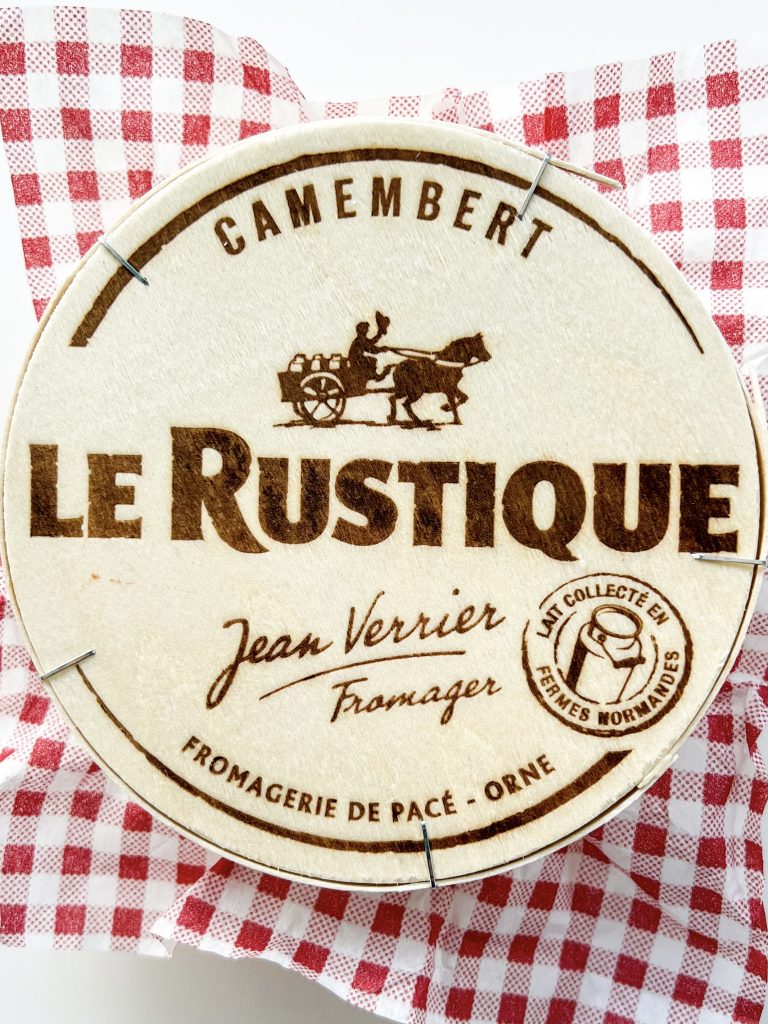 CAMEMBERT
LE RUSTIQUE
Jean Verrier
Fromager
LAIT COLLECTÉ EN
FERMES NORMANDES
FROMAGERIE DE PACÉ - ORNE